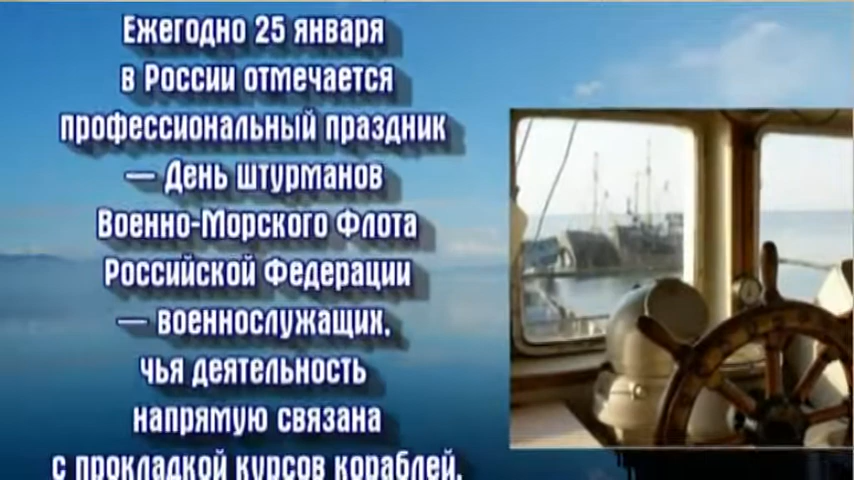 Ежегодно 25 января
в России отмечается
профессиональный праздник
— День штурманов
Военно-Морского Флота
Российской Федерации
— военнослужащих,
чья деятельность
напрямую связана
с прокладкой курсов кораблей,